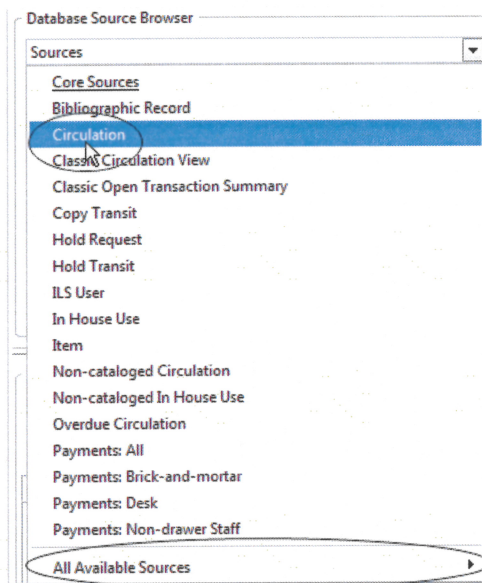 Database Source Browser
Sources
Core Sources
Bibliographic Record
Circulation
Classic Circulation View
Classic Open Transaction Summary
Copy Transit
Hold Request
Hold Transit
ILS User
In House Use
Item
Non-cataloged Circulation
Non-cataloged In House Use
Overdue Circulation
Payments: All
Payments: Brick-and-mortar
Payments: Desk
Payments: Non-drawer Staff
All Available Sources